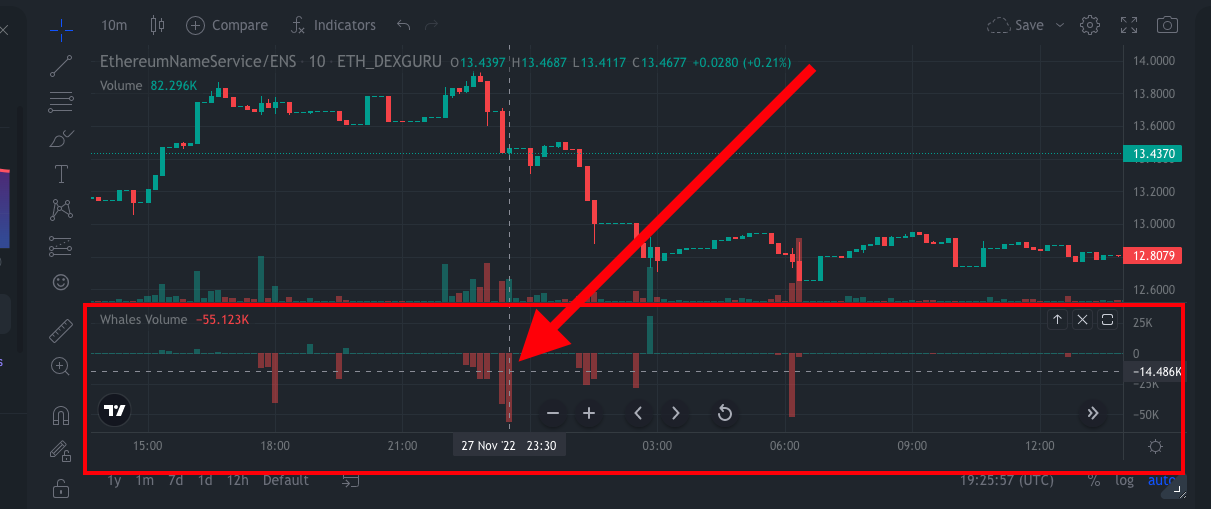 10m Compare Indicators Save
EthereumNameService/ENS · 10 · ETH_DEXGURU O13.4397 H13.4687 L13.4117 C13.4677 +0.0280 (+0.21%)
Volume 82.296K
14.0000
13.8000
13.6000
13.4370
13.2000
13.0000
12.8079
12.6000
Whales Volume −55.123K
25K
0
−14.486K
−25K
−50K
15:00 18:00 21:00 27 Nov '22 23:30 03:00 06:00 09:00 12:00
1y 1m 7d 1d 12h Default 19:25:57 (UTC) % log auto